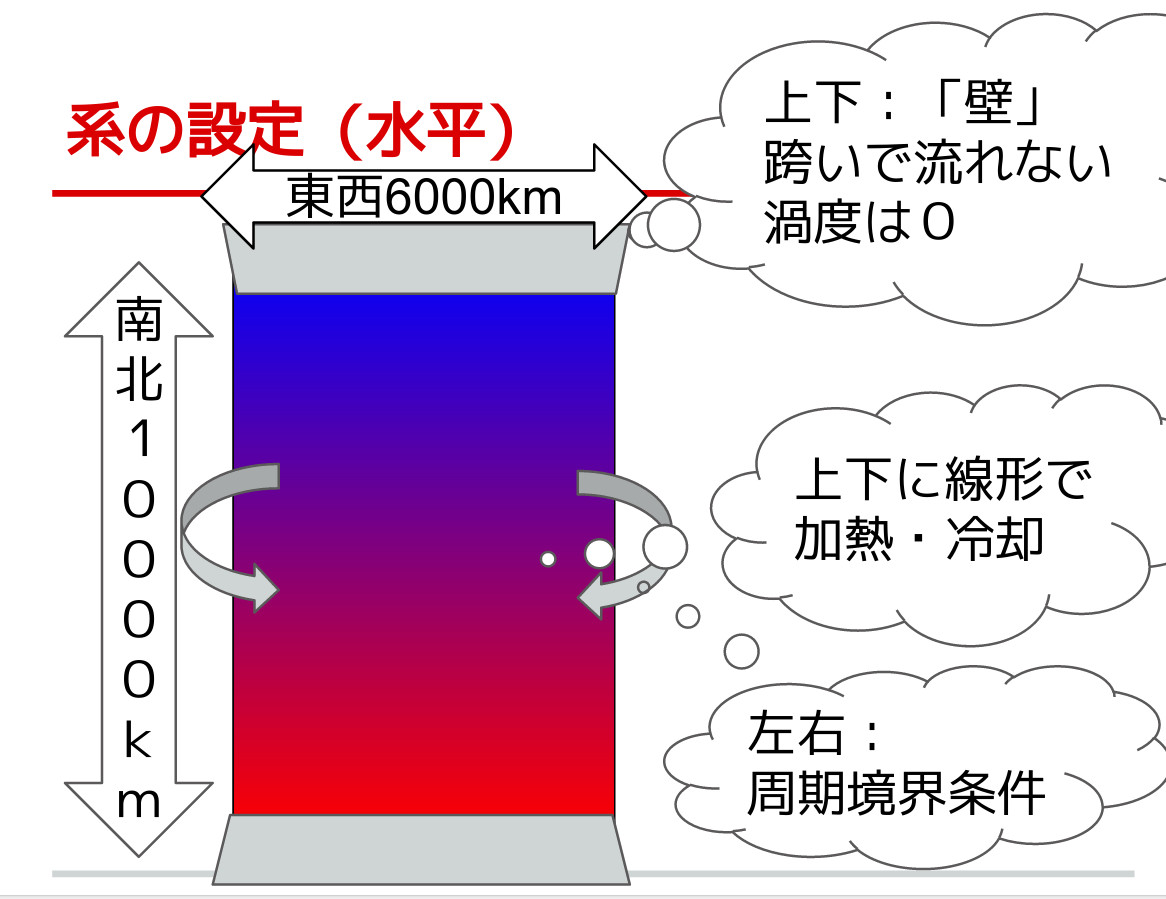 系の設定（水平）
東西6000km
南北１００００ｋｍ
上下：「壁」
跨いで流れない
渦度は０
上下に線形で
加熱・冷却
左右：
周期境界条件